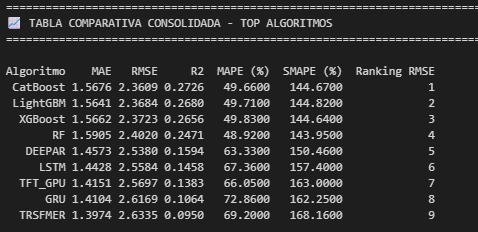 ================================================================
📈 TABLA COMPARATIVA CONSOLIDADA - TOP ALGORITMOS
================================================================
Algoritmo MAE RMSE R2 MAPE (%) SMAPE (%) Ranking RMSE
CatBoost 1.5676 2.3609 0.2726 49.6600 144.6700 1
LightGBM 1.5641 2.3684 0.2680 49.7100 144.8200 2
XGBoost 1.5662 2.3723 0.2656 49.8300 144.6400 3
RF 1.5905 2.4020 0.2471 48.9200 143.9500 4
DEEPAR 1.4573 2.5380 0.1594 63.3300 150.4600 5
LSTM 1.4428 2.5584 0.1458 67.3600 157.4000 6
TFT_GPU 1.4151 2.5697 0.1383 66.0500 163.0000 7
GRU 1.4104 2.6169 0.1064 72.8600 162.2500 8
TRSFMER 1.3974 2.6335 0.0950 69.2000 168.1600 9